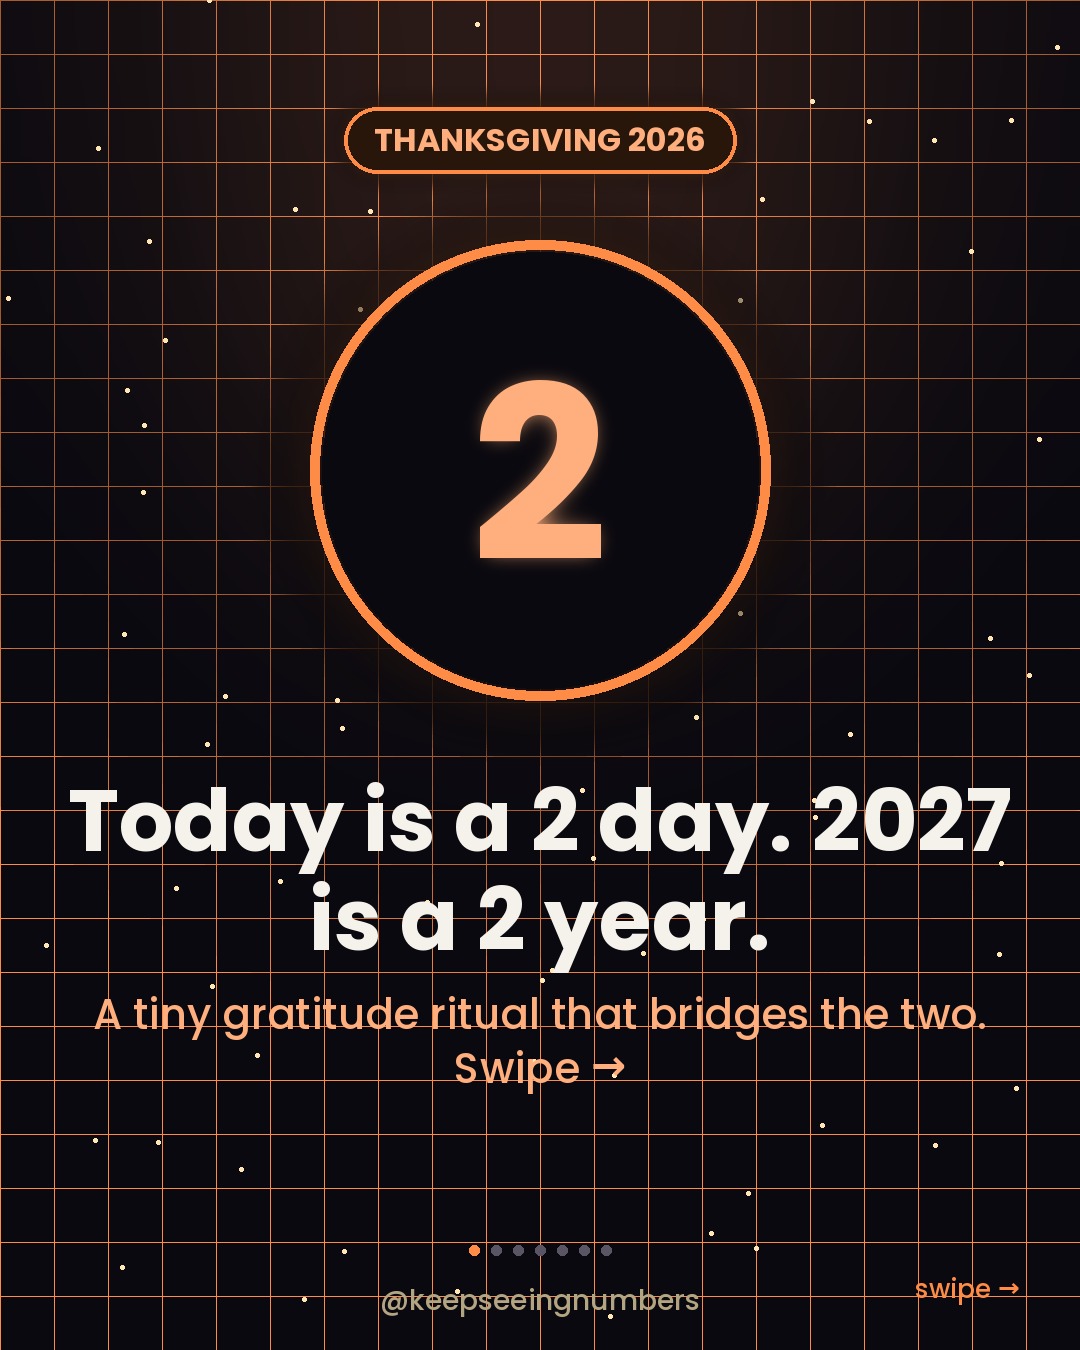 THANKSGIVING 2026
2
Today is a 2 day. 2027
is a 2 year.
A tiny gratitude ritual that bridges the two.
Swipe →
@keepseeingnumbers
swipe →